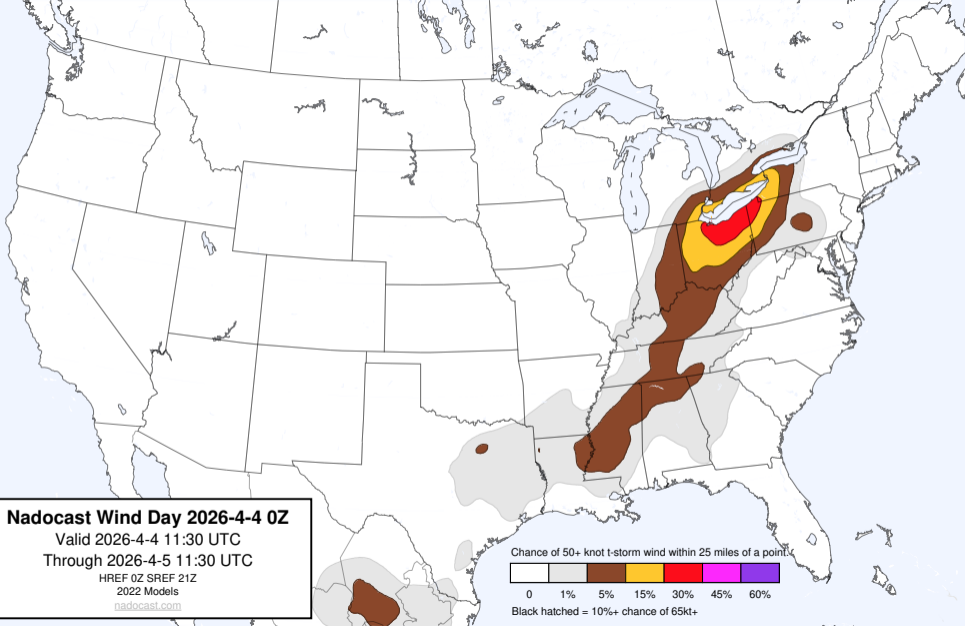 Nadocast Wind Day 2026-4-4 0Z
Valid 2026-4-4 11:30 UTC
Through 2026-4-5 11:30 UTC
HREF 0Z SREF 21Z
2022 Models
nadocast.com
Chance of 50+ knot t-storm wind within 25 miles of a point.
0 1% 5% 15% 30% 45% 60%
Black hatched = 10%+ chance of 65kt+